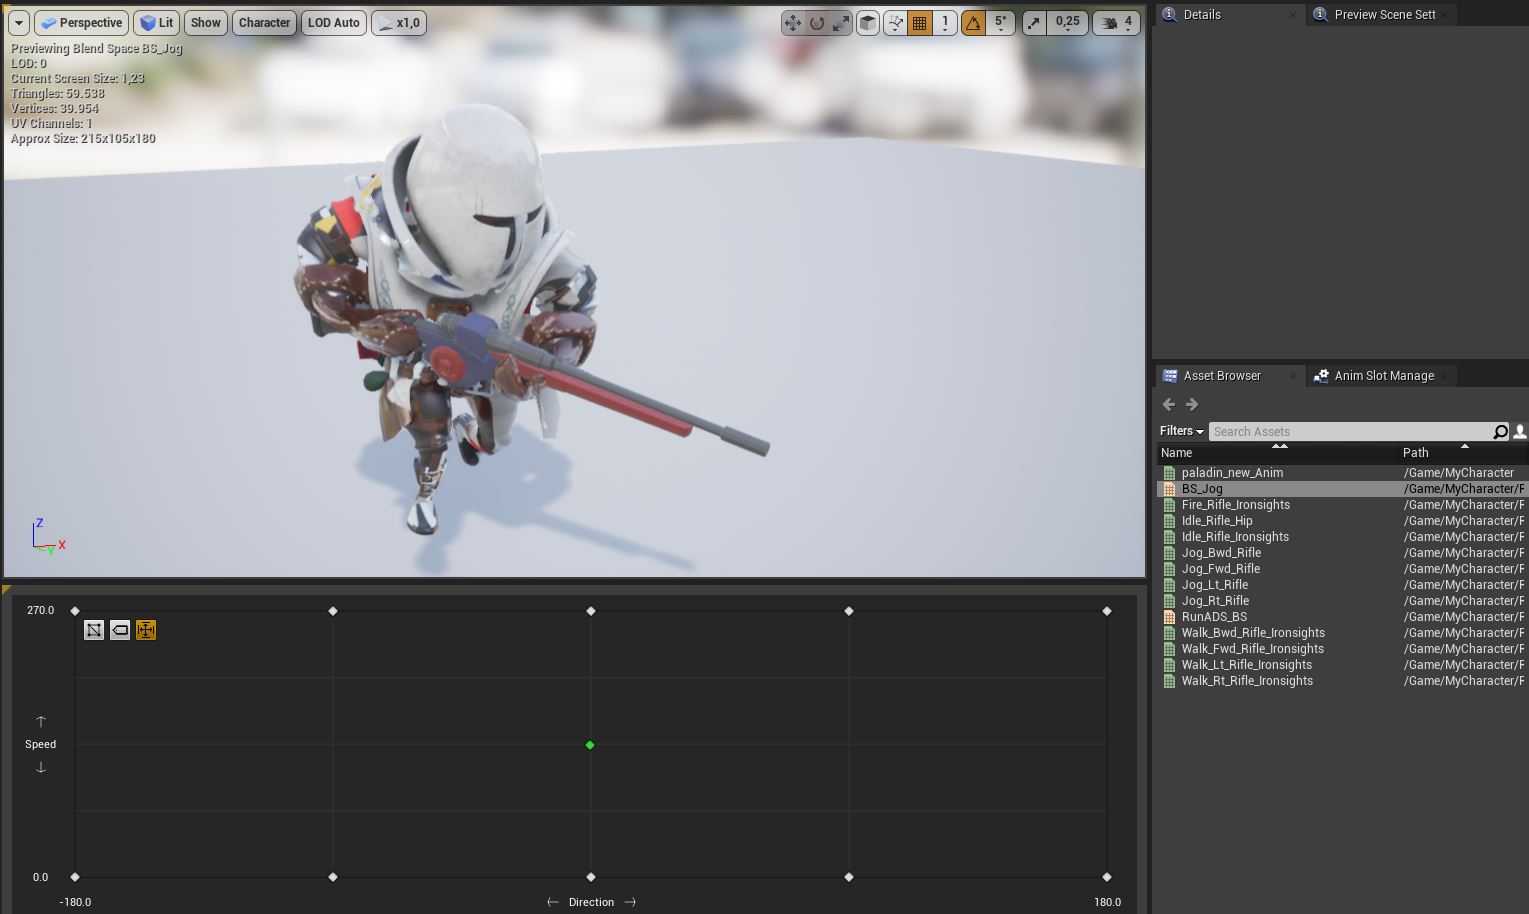 Perspective Lit Show Character LOD Auto x1,0 1 5° 0,25 4
Previewing Blend Space BS_Jog
LOD: 0
Current Screen Size: 1,23
Triangles: 59.538
Vertices: 39.954
UV Channels: 1
Approx Size: 215x105x180
Z
X
Y
270.0
Speed
0.0
-180.0 Direction 180.0
Details Preview Scene Sett
Asset Browser Anim Slot Manage
Filters Search Assets
Name Path
paladin_new_Anim /Game/MyCharacter
BS_Jog /Game/MyCharacter/F
Fire_Rifle_Ironsights /Game/MyCharacter/F
Idle_Rifle_Hip /Game/MyCharacter/F
Idle_Rifle_Ironsights /Game/MyCharacter/F
Jog_Bwd_Rifle /Game/MyCharacter/F
Jog_Fwd_Rifle /Game/MyCharacter/F
Jog_Lt_Rifle /Game/MyCharacter/F
Jog_Rt_Rifle /Game/MyCharacter/F
RunADS_BS /Game/MyCharacter/F
Walk_Bwd_Rifle_Ironsights /Game/MyCharacter/F
Walk_Fwd_Rifle_Ironsights /Game/MyCharacter/F
Walk_Lt_Rifle_Ironsights /Game/MyCharacter/F
Walk_Rt_Rifle_Ironsights /Game/MyCharacter/F